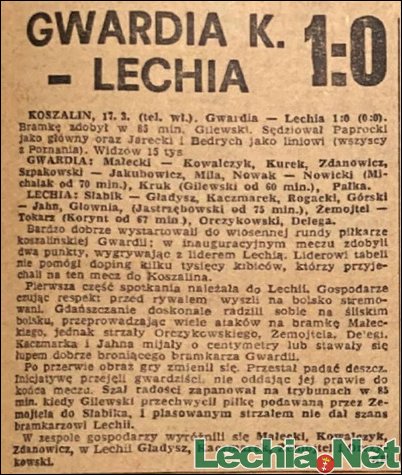 GWARDIA K.
- LECHIA
1:0
KOSZALIN, 17. 3. (tel. wł.). Gwardia — Lechia 1:0 (0:0).
Bramkę zdobył w 85 min. Gilewski. Sędziował Paprocki
jako główny oraz Jarecki i Bedrych jako liniowi (wszyscy
z Poznania). Widzów 15 tys
GWARDIA: Małecki — Kowalczyk, Kurek, Zdanowicz,
Szpakowski — Jakubowicz, Mila, Nowak — Nowicki (Mi-
chalak od 70 min.), Kruk (Gilewski od 60 min.), Pałka.
LECHIA: Słabik — Gładysz, Kaczmarek, Rogacki, Górski
— Jahn, Głownia, (Jastrzębowski od 75 min.), Żemojtel —
Tokarz (Korynt od 67 min.), Orczykowski, Delega.
Bardzo dobrze wystartowali do wiosennej rundy piłkarze
koszalińskiej Gwardii; w inauguracyjnym meczu zdobyli
dwa punkty, wygrywając z liderem Lechią. Liderowi tabeli
nie pomógł doping kilku tysięcy kibiców, którzy przyje-
chali na ten mecz do Koszalina.
Pierwsza część spotkania należała do Lechii. Gospodarze
czując respekt przed rywalem wyszli na boisko stremo-
wani. Gdańszczanie doskonale radzili sobie na śliskim
boisku, przeprowadzając wiele ataków na bramkę Małec-
kiego, jednak strzały Orczykowskiego, Żemojtela, De'egi.
Kaczmarka i Jahna mijały o centymetry lub stawały się
łupem dobrze broniącego bramkarza Gwardii.
Po przerwie obraz gry zmienił się. Przestał padać deszcz.
Inicjatywę przejęli gwardziści, nie oddając jej prawie do
końca meczu. Szał radości zapanował na trybunach w 85
min. kiedy Gilewski przechwycił piłkę podawaną przez Że-
mojtela do Słabika, i plasowanym strzałem nie dał szans
bramkarzowi Lechii.
W zespole gospodarzy wyróżnili się Małecki, Kowalczyk,
Zdanowicz, w Lechii Gładysz,
kowski.
Lechia.Net